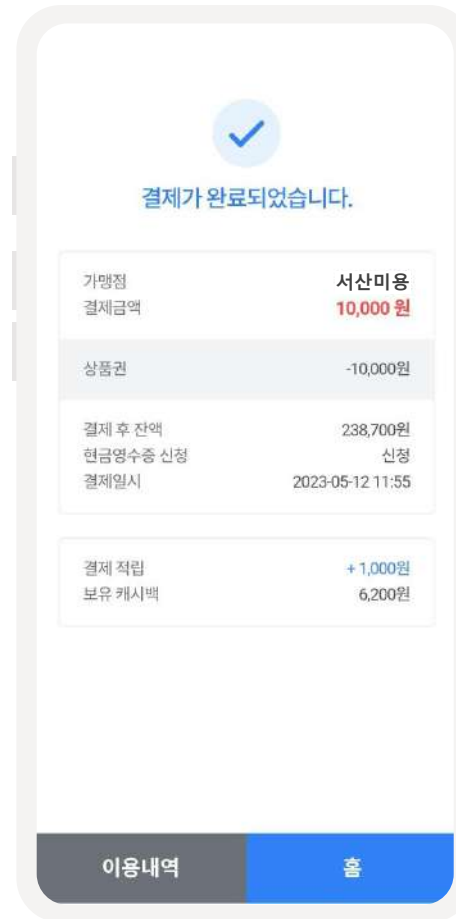 결제가 완료되었습니다.
가맹점 서산미용
결제금액 10,000 원
상품권 -10,000원
결제 후 잔액 238,700원
현금영수증 신청 신청
결제일시 2023-05-12 11:55
결제 적립 + 1,000원
보유 캐시백 6,200원
이용내역 홈